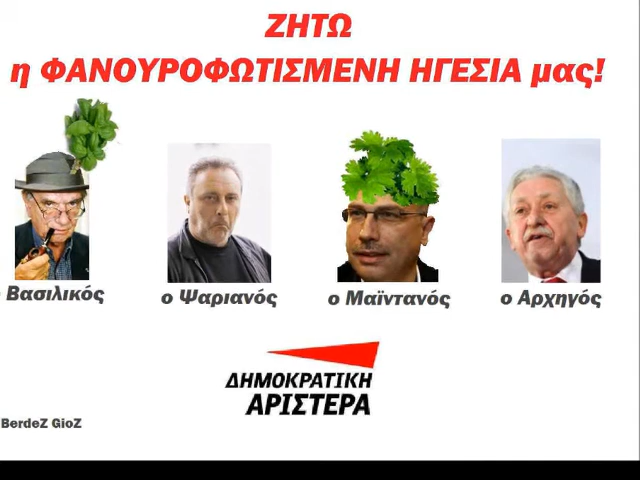 ΖΗΤΩ
η ΦΑΝΟΥΡΟΦΩΤΙΣΜΕΝΗ ΗΓΕΣΙΑ μας!
ο Βασιλικός
ο Ψαριανός
ο Μαϊντανός
ο Αρχηγός
ΔΗΜΟΚΡΑΤΙΚΗ
ΑΡΙΣΤΕΡΑ
BerdeZ GioZ